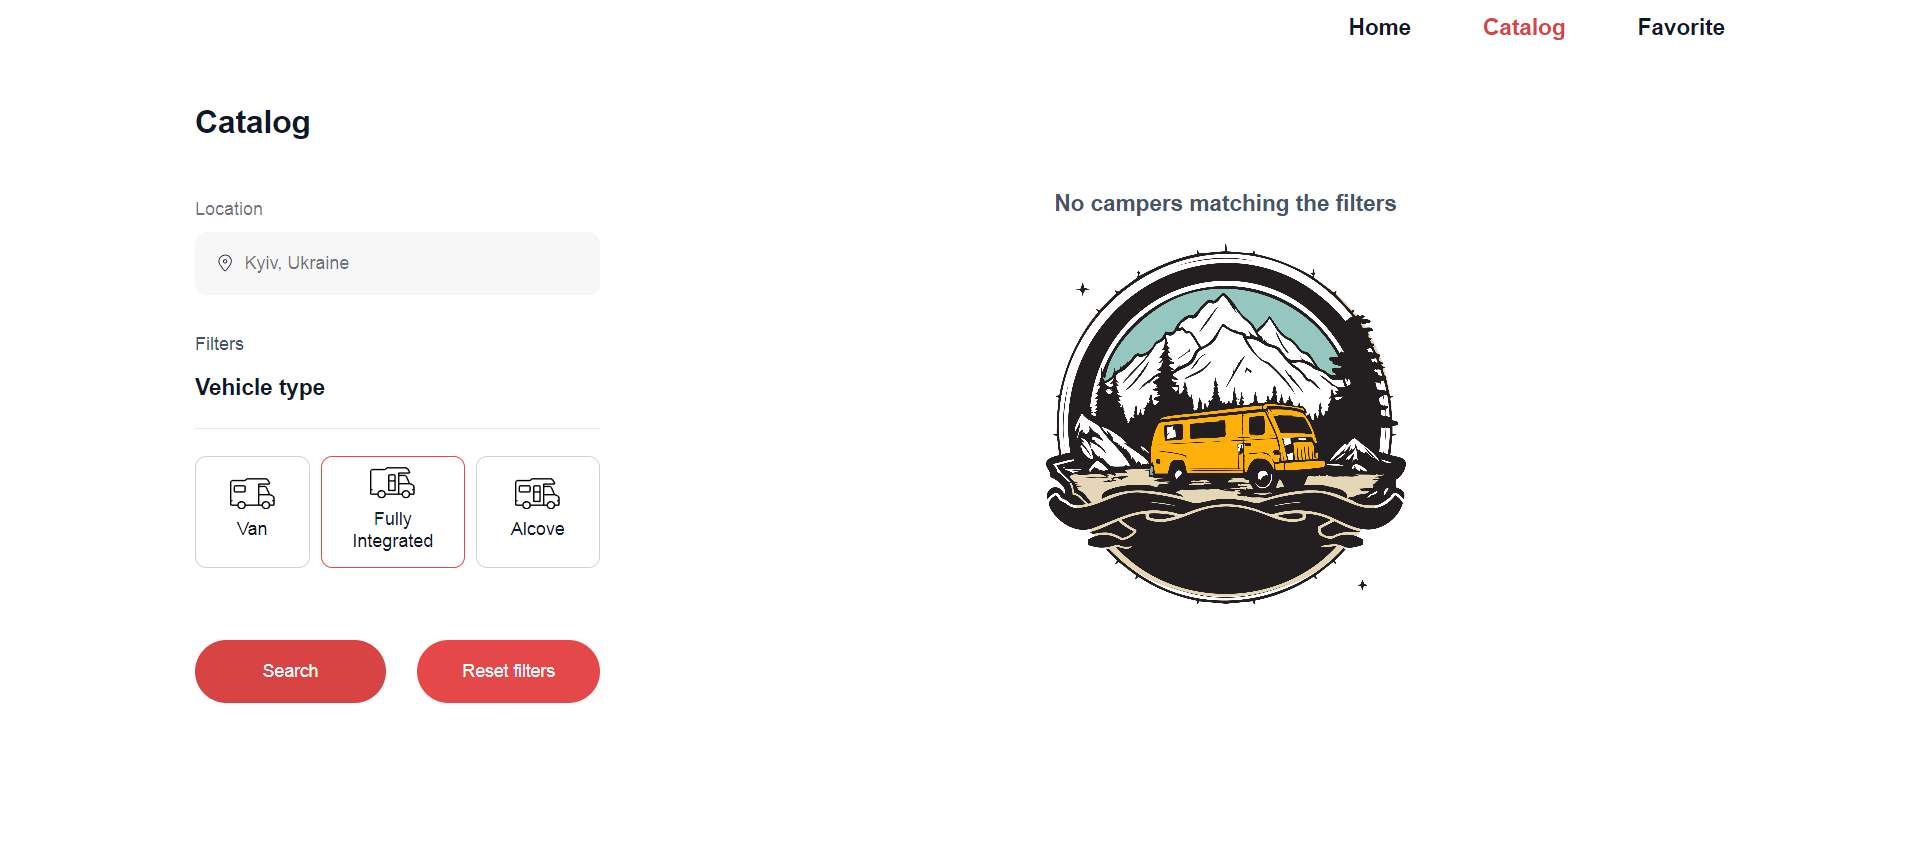 Home
Catalog
Favorite
Catalog
Location
Kyiv, Ukraine
Filters
Vehicle type
Van
Fully
Integrated
Alcove
Search
Reset filters
No campers matching the filters